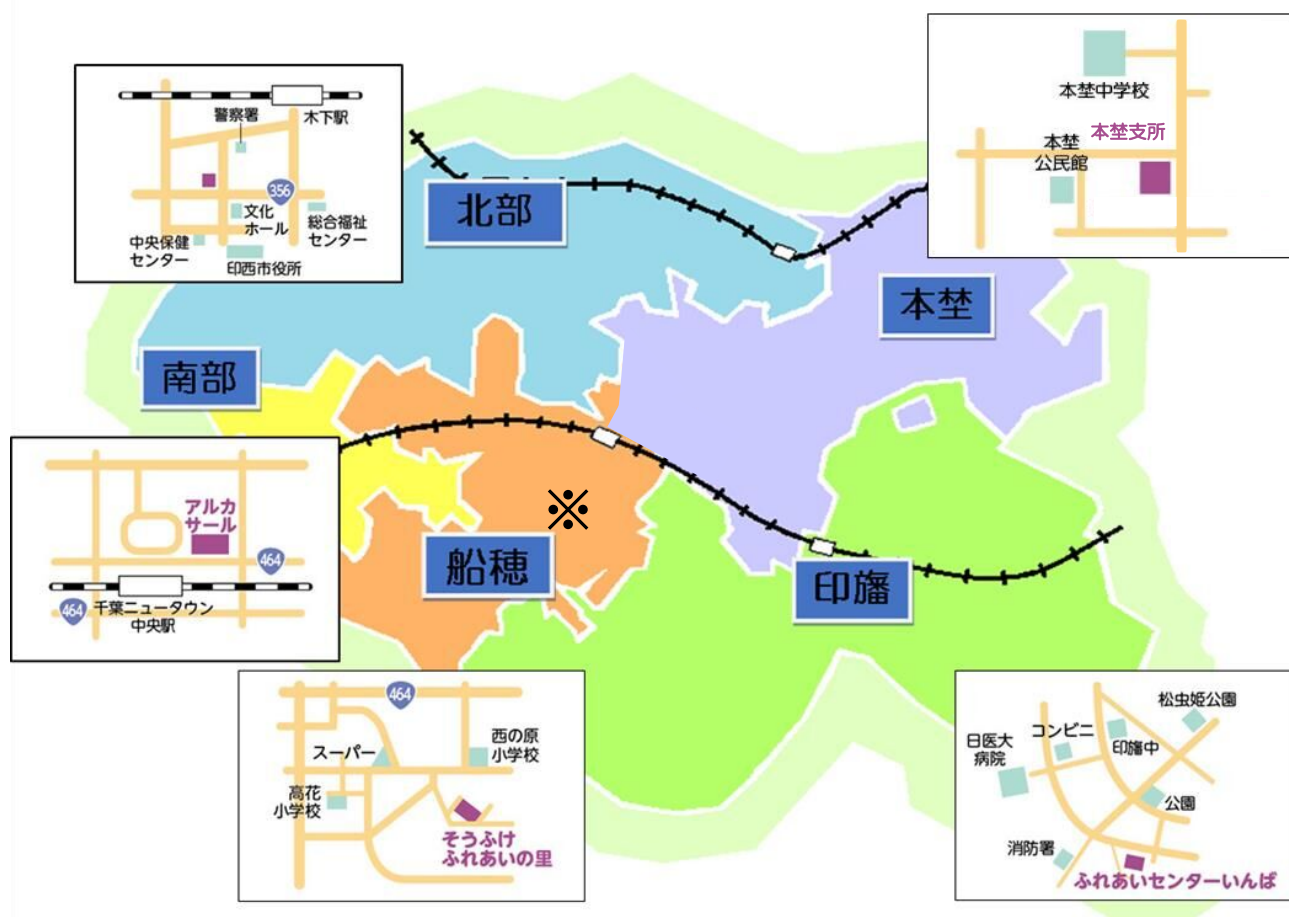 木下駅
警察署
356
文化
ホール
総合福祉
センター
中央保健
センター
印西市役所
本埜中学校
本埜支所
本埜
公民館
北部
本埜
南部
船穂
印旛
※
アルカ
サール
464
464
千葉ニュータウン
中央駅
464
スーパー
西の原
小学校
高花
小学校
そうふけ
ふれあいの里
松虫姫公園
コンビニ
印旛中
日医大
病院
公園
消防署
ふれあいセンターいんば